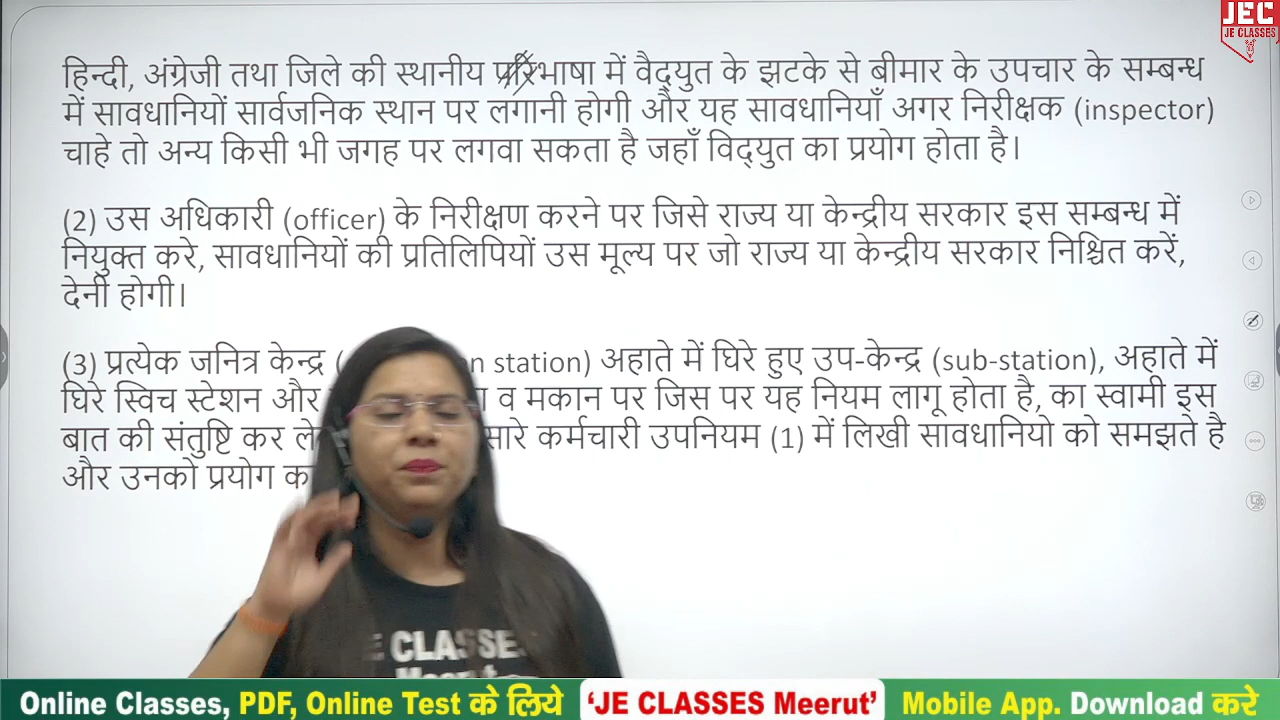 JEC
JE CLASSES
हिन्दी, अंग्रेजी तथा जिले की स्थानीय परिभाषा में वैद्युत के झटके से बीमार के उपचार के सम्बन्ध
में सावधानियों सार्वजनिक स्थान पर लगानी होगी और यह सावधानियाँ अगर निरीक्षक (inspector)
चाहे तो अन्य किसी भी जगह पर लगवा सकता है जहाँ विद्युत का प्रयोग होता है।
(2) उस अधिकारी (officer) के निरीक्षण करने पर जिसे राज्य या केन्द्रीय सरकार इस सम्बन्ध में
नियुक्त करे, सावधानियों की प्रतिलिपियों उस मूल्य पर जो राज्य या केन्द्रीय सरकार निश्चित करें,
देनी होगी।
(3) प्रत्येक जनित्र केन्द्र ( station) अहाते में घिरे हुए उप-केन्द्र (sub-station), अहाते में
घिरे स्विच स्टेशन और व मकान पर जिस पर यह नियम लागू होता है, का स्वामी इस
बात की संतुष्टि कर सारे कर्मचारी उपनियम (1) में लिखी सावधानियो को समझते है
और उनको प्रयोग
JE CLASSES
Meerut
Online Classes, PDF, Online Test के लिये 'JE CLASSES Meerut' Mobile App. Download करे